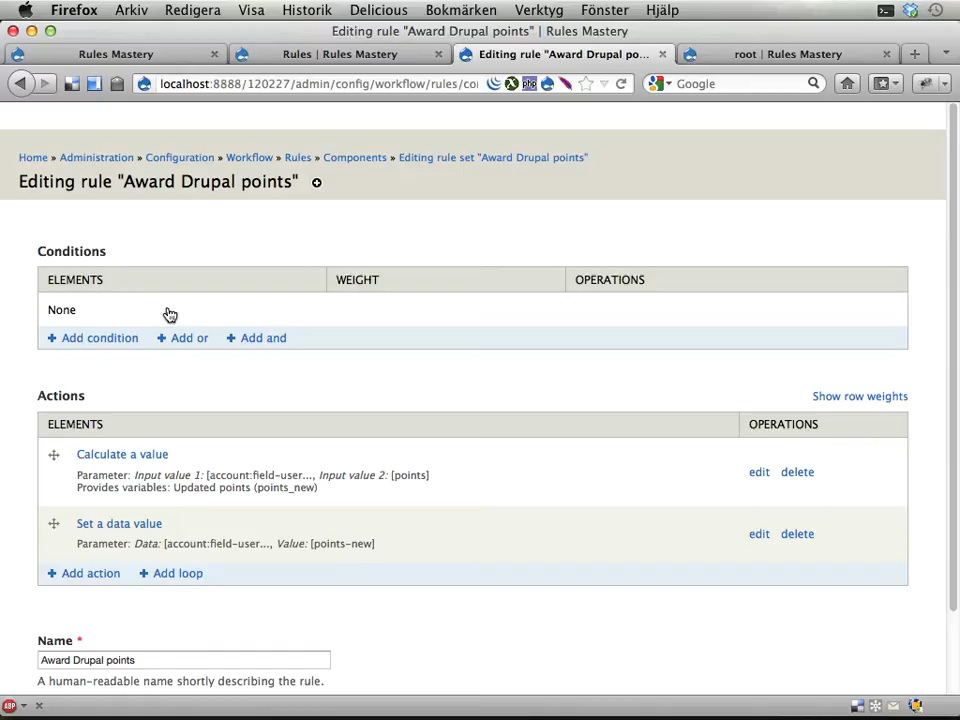 Firefox Arkiv Redigera Visa Historik Delicious Bokmärken Verktyg Fönster Hjälp
Editing rule "Award Drupal points" | Rules Mastery
Rules Mastery
Rules | Rules Mastery
Editing rule "Award Drupal po...
root | Rules Mastery
localhost:8888/120227/admin/config/workflow/rules/coı
php
Google
Home » Administration » Configuration » Workflow » Rules » Components » Editing rule set "Award Drupal points"
Editing rule "Award Drupal points"
Conditions
ELEMENTS WEIGHT OPERATIONS
None
Add condition Add or Add and
Actions Show row weights
ELEMENTS OPERATIONS
Calculate a value
Parameter: Input value 1: [account:field-user..., Input value 2: [points]
edit delete
Provides variables: Updated points (points_new)
Set a data value
edit delete
Parameter: Data: [account:field-user..., Value: [points-new]
Add action Add loop
Name *
Award Drupal points
A human-readable name shortly describing the rule.
ABP